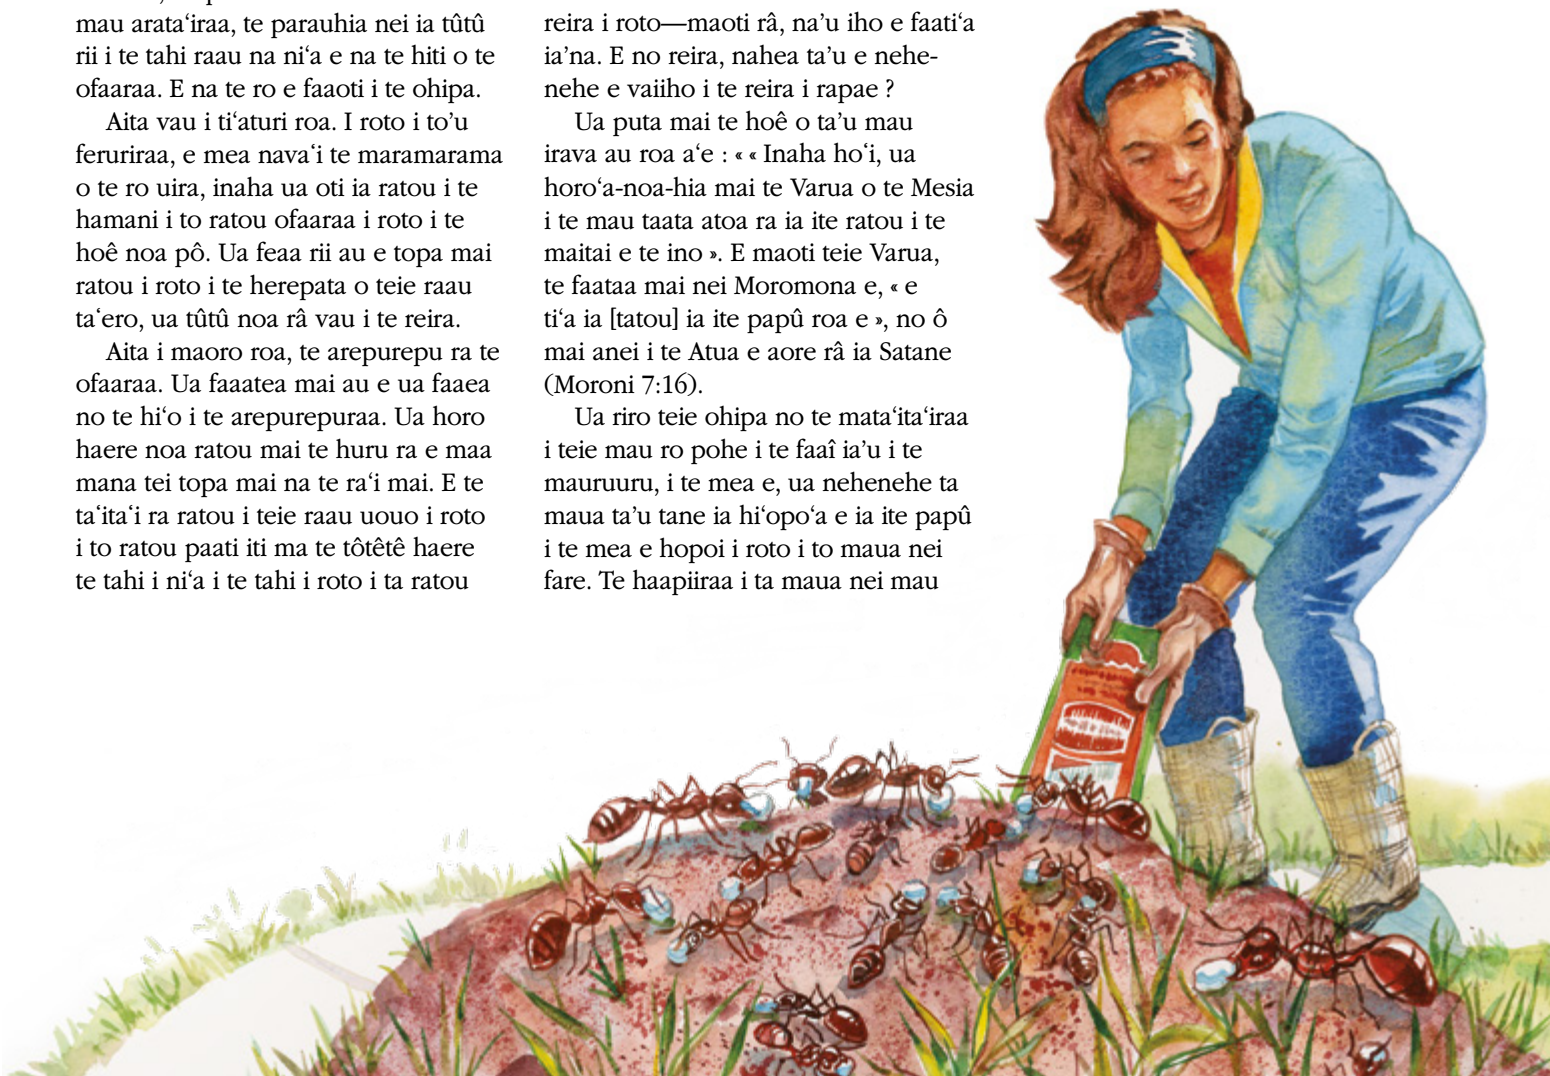 mau arata‘iraa, te parauhia nei ia tûtû
rii i te tahi raau na ni‘a e na te hiti o te
ofaaraa. E na te ro e faaoti i te ohipa.
Aita vau i ti‘aturi roa. I roto i to’u
feruriraa, e mea nava‘i te maramarama
o te ro uira, inaha ua oti ia ratou i te
hamani i to ratou ofaaraa i roto i te
hoê noa pô. Ua feaa rii au e topa mai
ratou i roto i te herepata o teie raau
ta‘ero, ua tûtû noa râ vau i te reira.
Aita i maoro roa, te arepurepu ra te
ofaaraa. Ua faaatea mai au e ua faaea
no te hi‘o i te arepurepuraa. Ua horo
haere noa ratou mai te huru ra e maa
mana tei topa mai na te ra‘i mai. E te
ta‘ita‘i ra ratou i teie raau uouo i roto
i to ratou paati iti ma te tôtêtê haere
te tahi i ni‘a i te tahi i roto i ta ratou
reira i roto—maoti râ, na’u iho e faati‘a
ia’na. E no reira, nahea ta’u e nehe-
nehe e vaiiho i te reira i rapae ?
Ua puta mai te hoê o ta’u mau
irava au roa a‘e : « « Inaha ho‘i, ua
horo‘a-noa-hia mai te Varua o te Mesia
i te mau taata atoa ra ia ite ratou i te
maitai e te ino ». E maoti teie Varua,
te faataa mai nei Moromona e, « e
ti‘a ia [tatou] ia ite papû roa e », no ô
mai anei i te Atua e aore râ ia Satane
(Moroni 7:16).
Ua riro teie ohipa no te mata‘ita‘iraa
i teie mau ro pohe i te faaî ia’u i te
mauruuru, i te mea e, ua nehenehe ta
maua ta’u tane ia hi‘opo‘a e ia ite papû
i te mea e hopoi i roto i to maua nei
fare. Te haapiiraa i ta maua nei mau